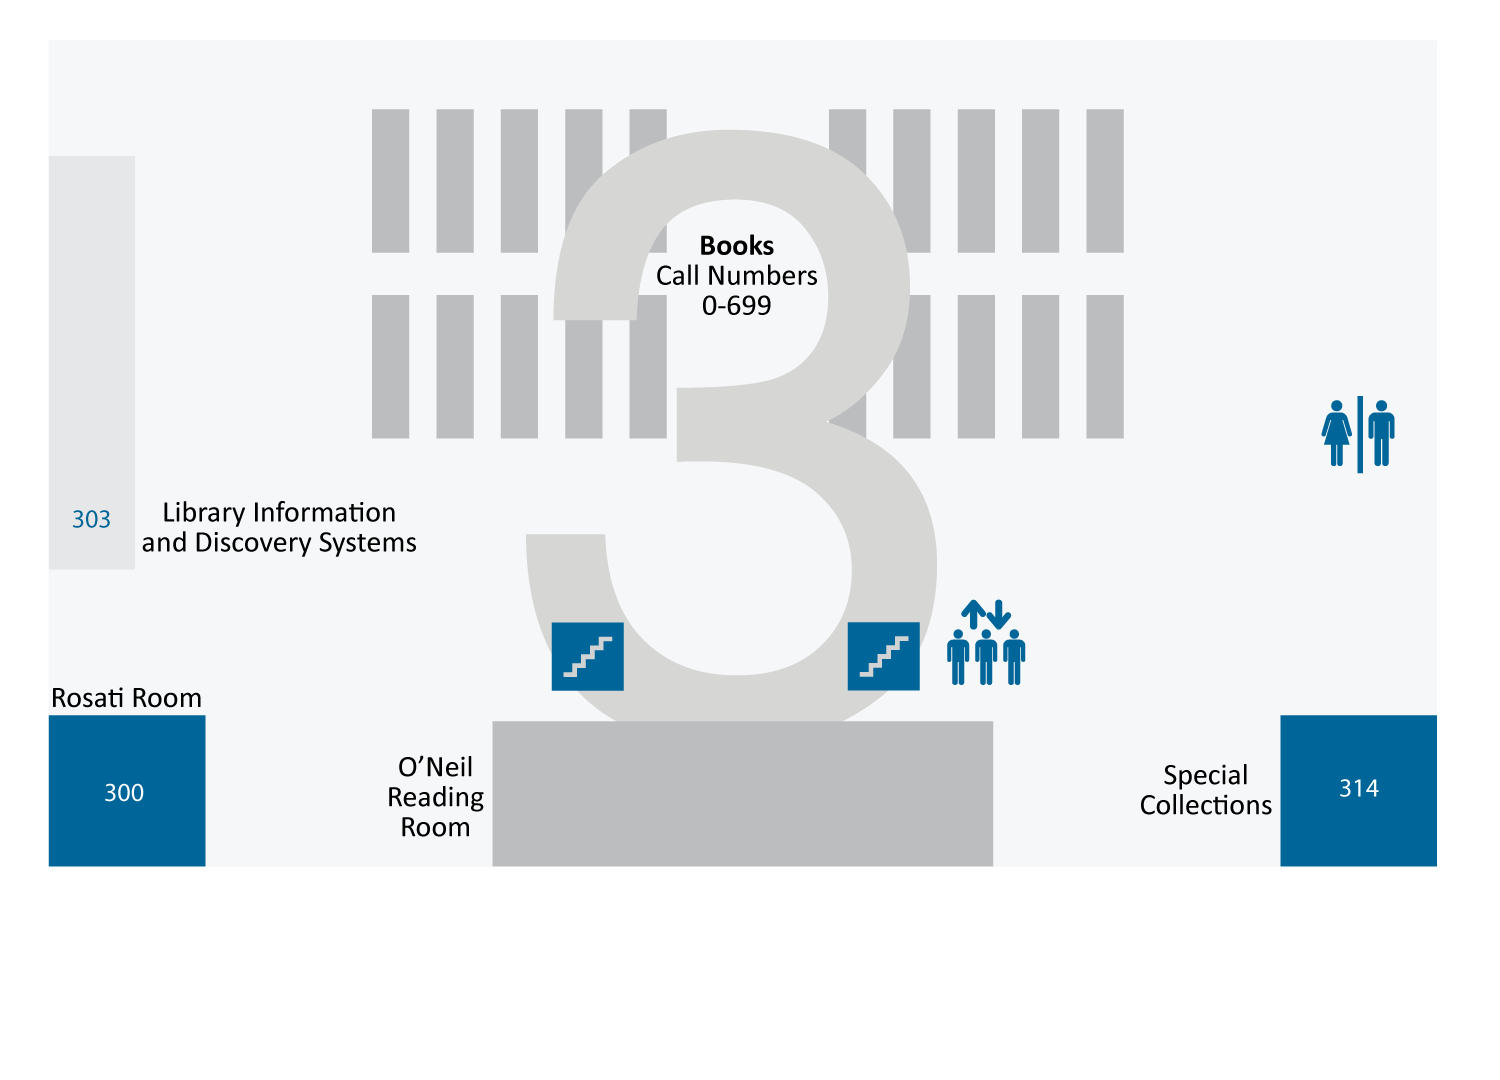 3
Books
Call Numbers
0-699
303
Library Information
and Discovery Systems
Rosati Room
300
O’Neil
Reading
Room
Special
Collections
314